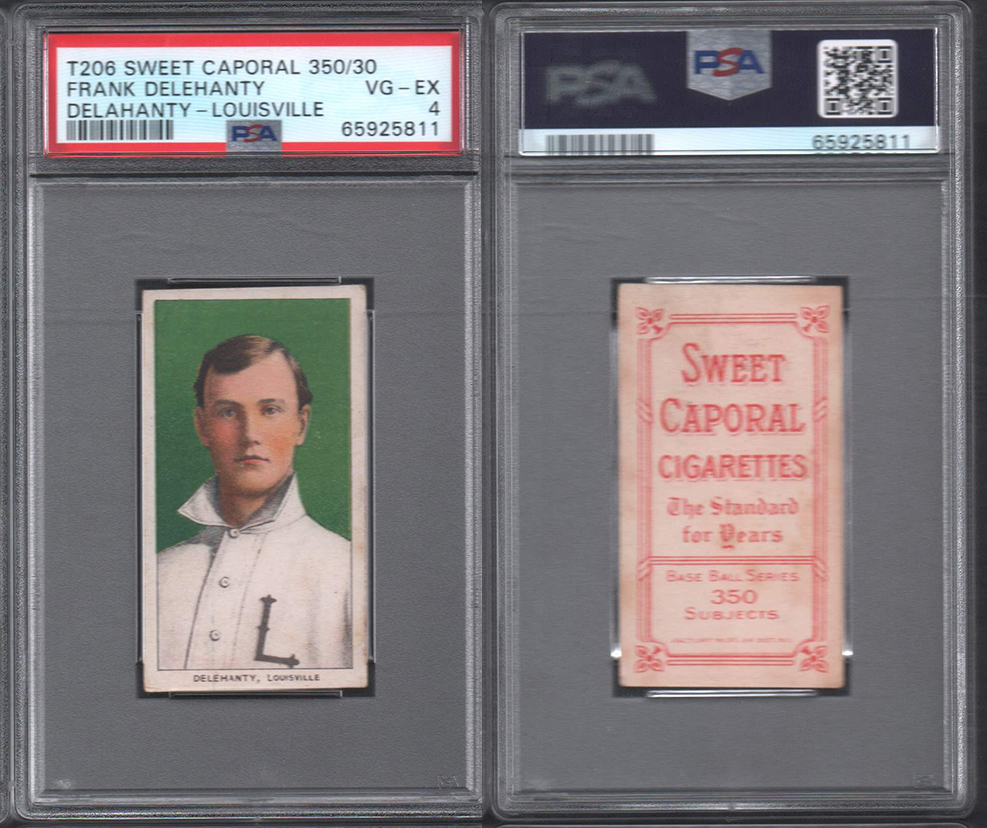 T206 SWEET CAPORAL 350/30
FRANK DELEHANTY VG-EX
DELAHANTY-LOUISVILLE 4
PSA 65925811
L
DELEHANTY, LOUISVILLE
PSA PSA
65925811
SWEET
CAPORAL
CIGARETTES
The Standard
for Years
BASE BALL SERIES
350
SUBJECTS